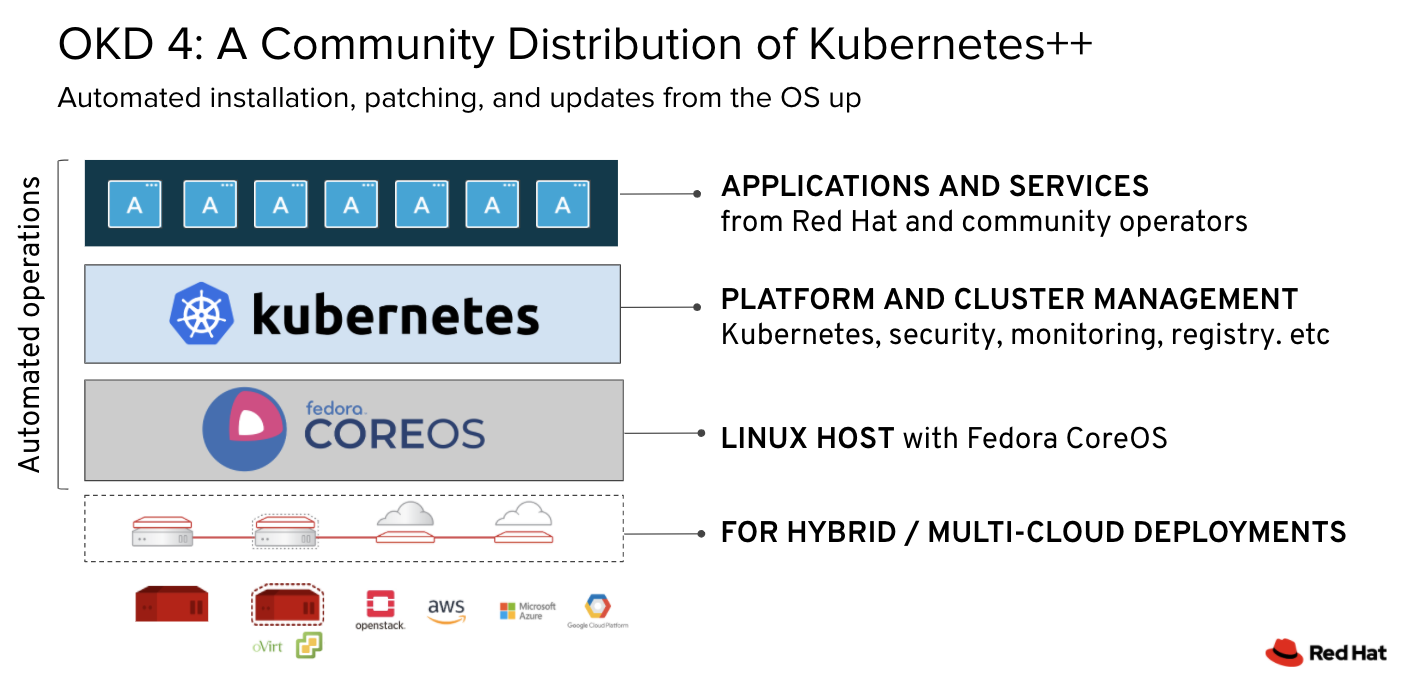 OKD 4: A Community Distribution of Kubernetes++
Automated installation, patching, and updates from the OS up
Automated operations
A A A A A A A
APPLICATIONS AND SERVICES
from Red Hat and community operators
kubernetes
PLATFORM AND CLUSTER MANAGEMENT
Kubernetes, security, monitoring, registry. etc
fedora
COREOS
LINUX HOST with Fedora CoreOS
FOR HYBRID / MULTI-CLOUD DEPLOYMENTS
openstack.
aws
Microsoft
Azure
Google Cloud Platform
oVirt
Red Hat